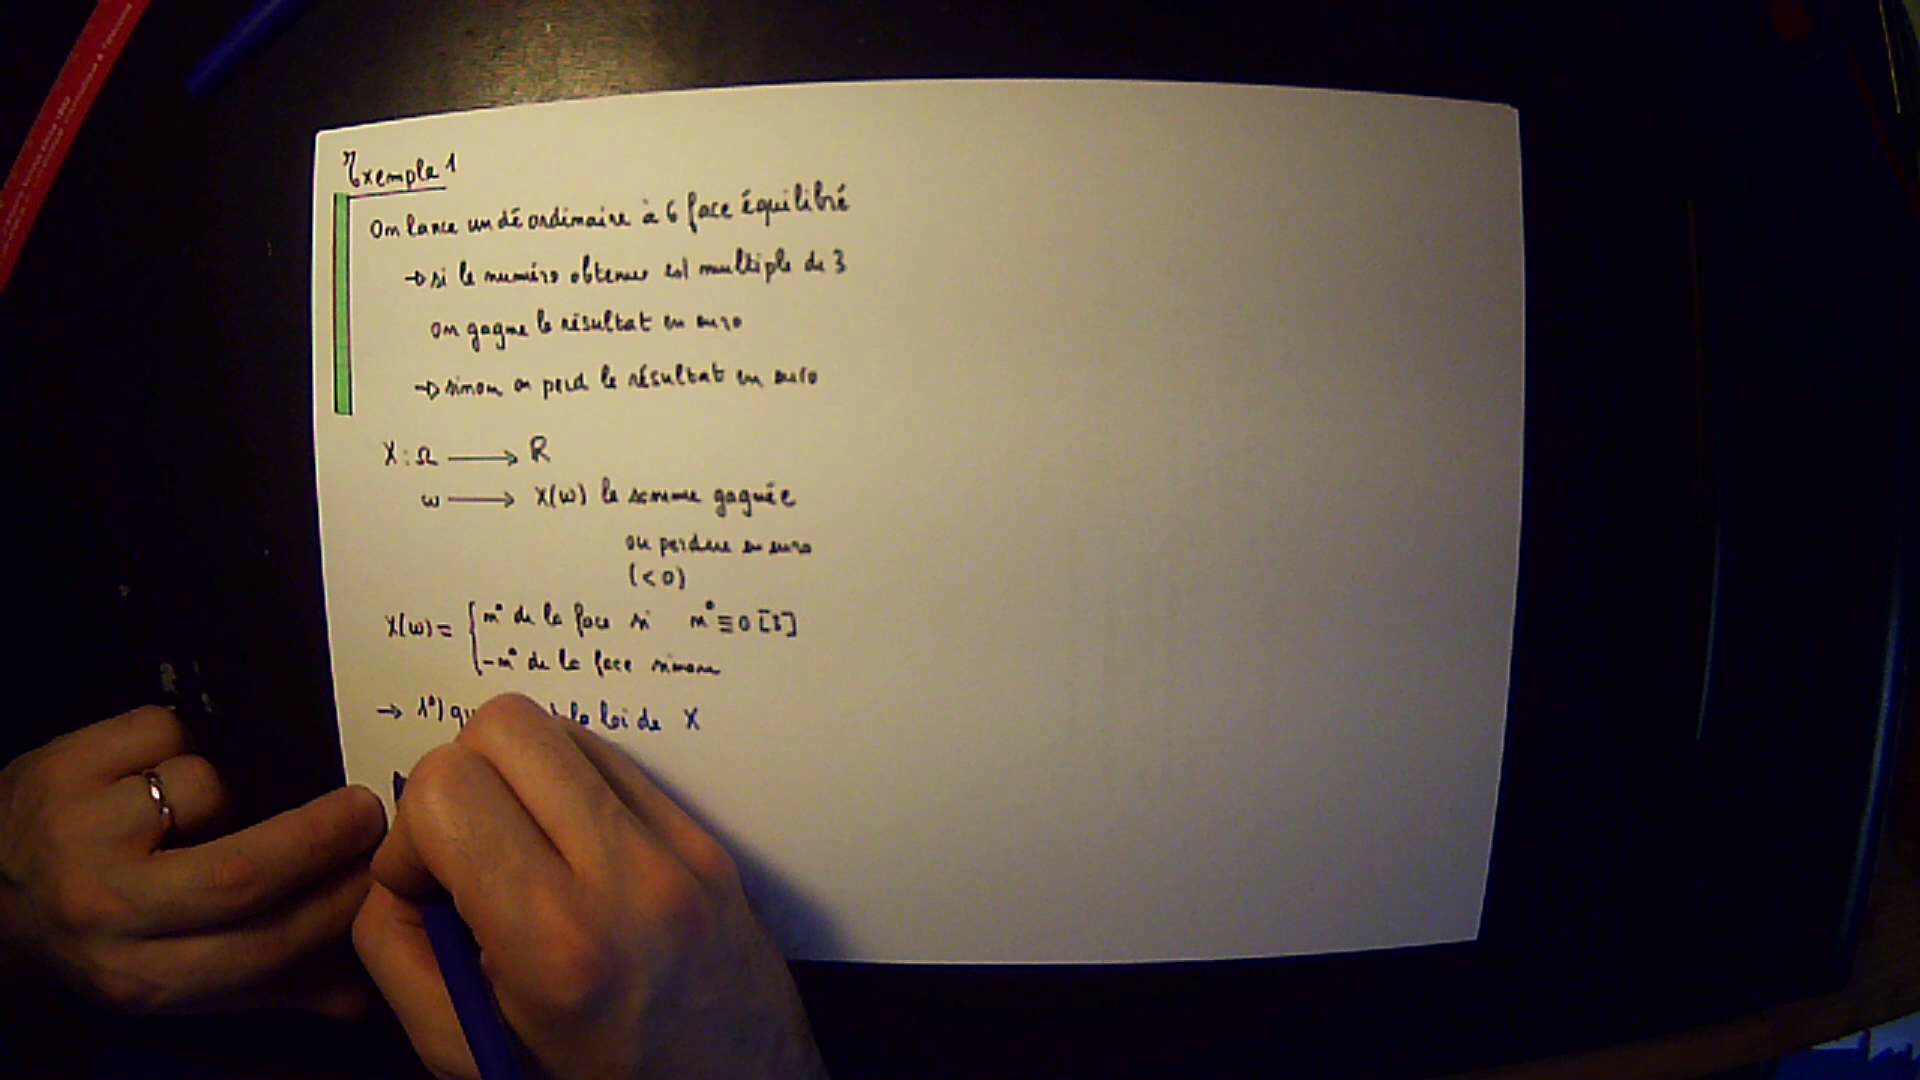 Exemple 1
On lance un dé ordinaire à 6 face équilibré
→ si le numéro obtenu est multiple de 3
on gagne le résultat en euro
→ sinon on perd le résultat en euro
X : Ω → R
ω → X(ω) la somme gagnée
ou perdue en euro
(< 0)
X(ω) = { n° de la face si n° ≡ 0 [3]
-n° de la face sinon
→ 1°) la loi de X